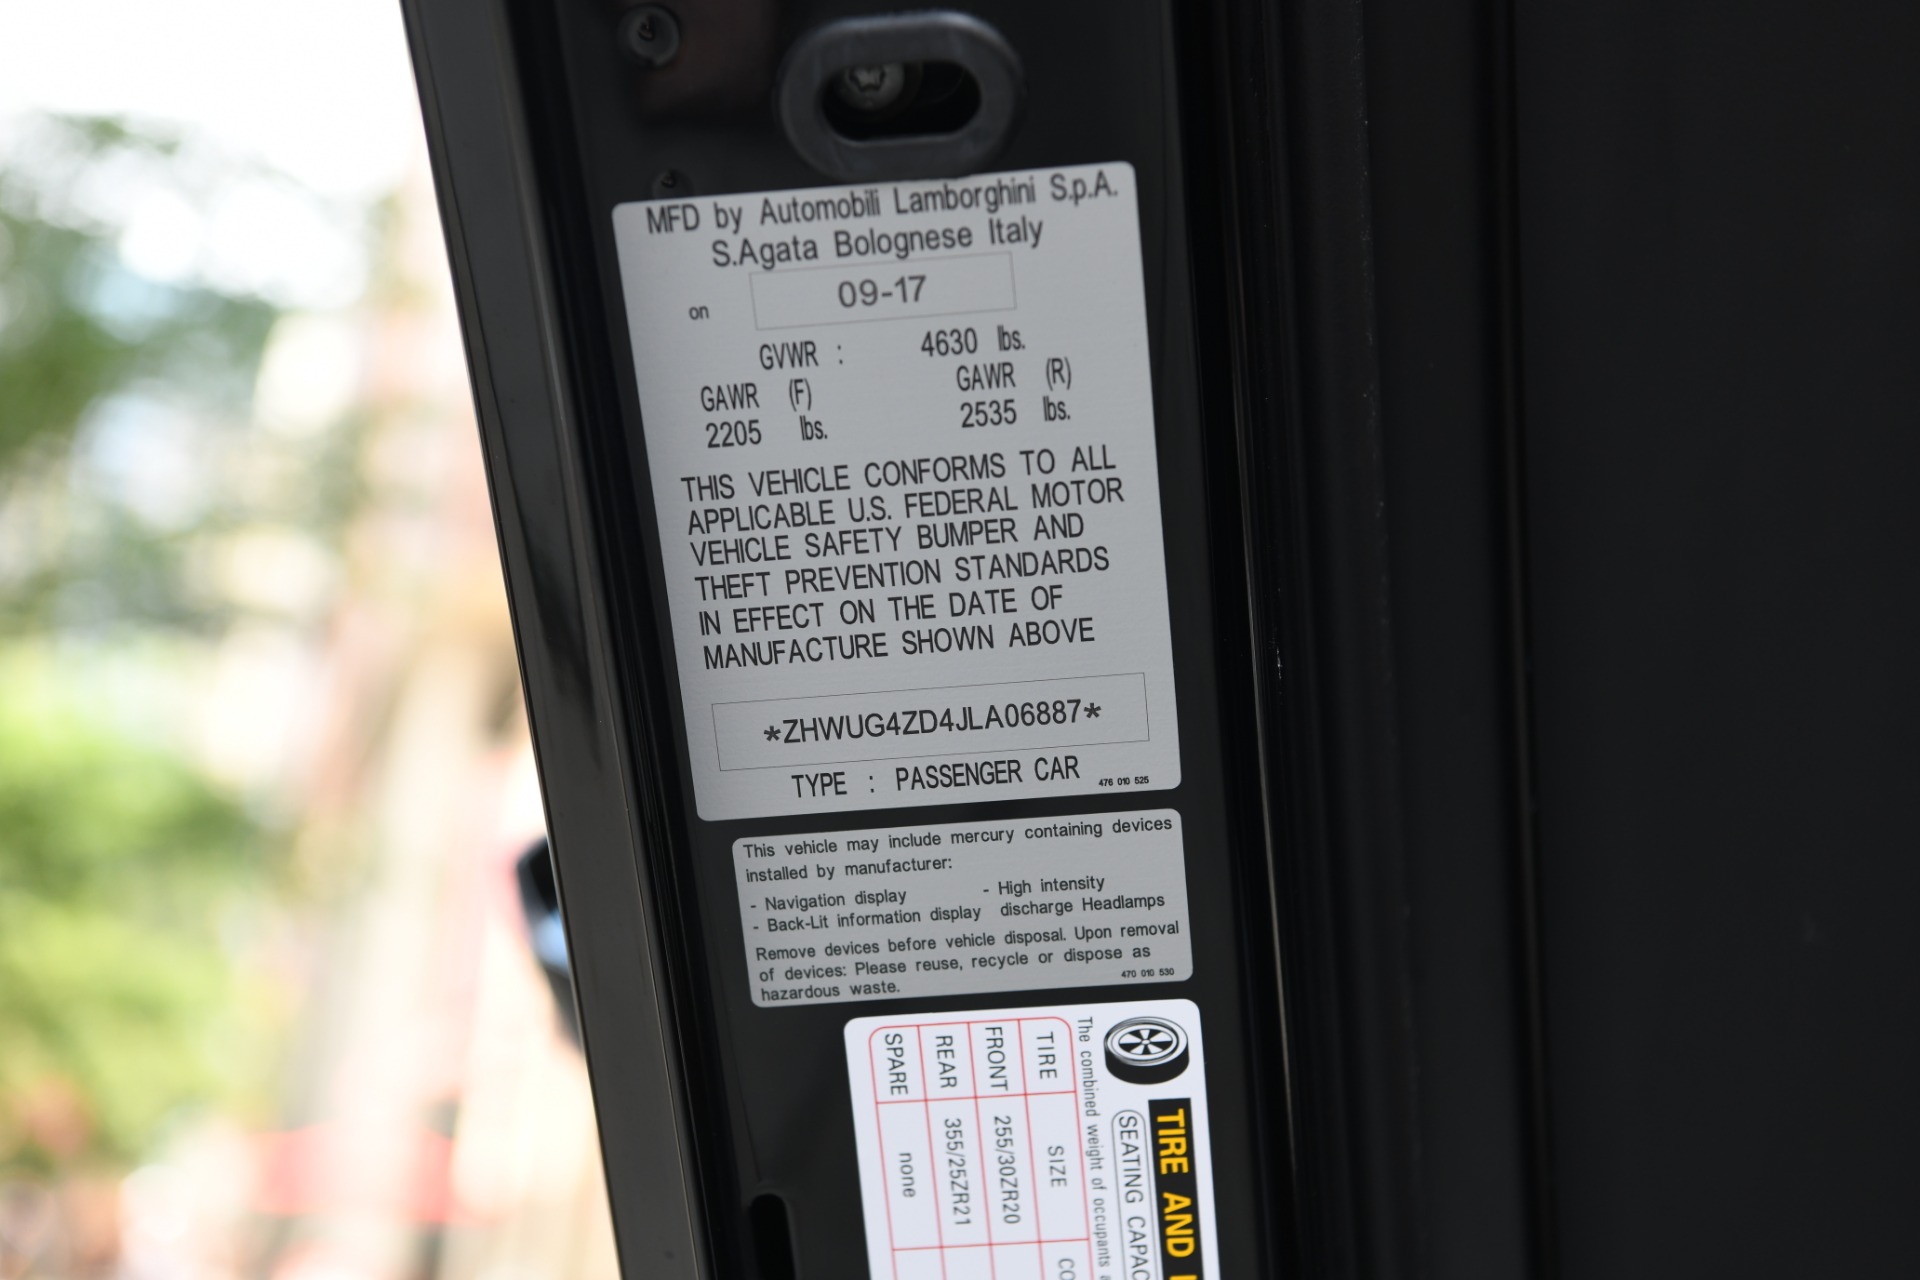 MFD by Automobili Lamborghini S.p.A.
S.Agata Bolognese Italy
on 09-17
GVWR : 4630 lbs.
GAWR (F) GAWR (R)
2205 lbs. 2535 lbs.
THIS VEHICLE CONFORMS TO ALL
APPLICABLE U.S. FEDERAL MOTOR
VEHICLE SAFETY BUMPER AND
THEFT PREVENTION STANDARDS
IN EFFECT ON THE DATE OF
MANUFACTURE SHOWN ABOVE
*ZHWUG4ZD4JLA06887*
TYPE : PASSENGER CAR 476 010 525
This vehicle may include mercury containing devices
installed by manufacturer:
- Navigation display - High intensity
- Back-Lit information display discharge Headlamps
Remove devices before vehicle disposal. Upon removal
of devices: Please reuse, recycle or dispose as
hazardous waste. 470 010 530
TIRE AND
SEATING
The combined weight of occupants
TIRE SIZE
FRONT 255/30ZR20
REAR 355/25ZR21
SPARE none